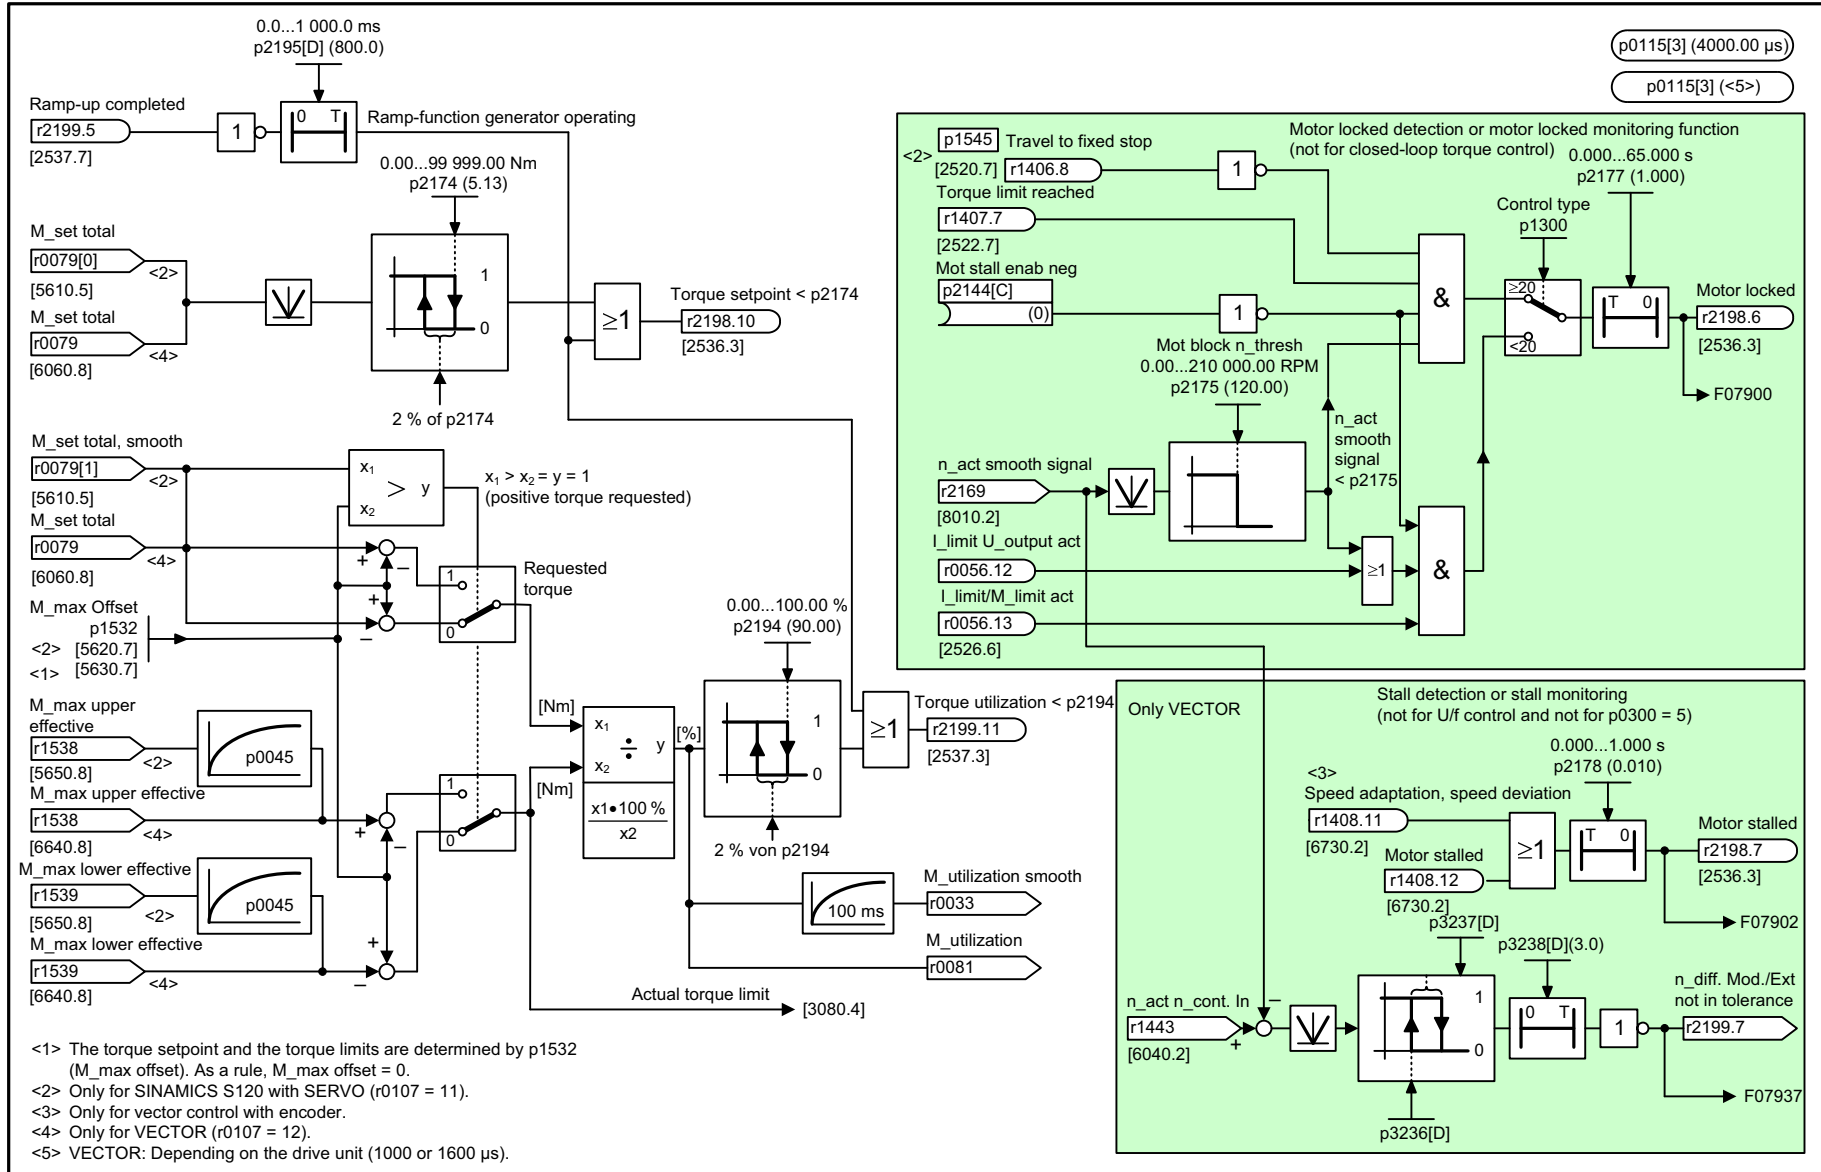 0.0...1 000.0 ms
p2195[D] (800.0)
Ramp-up completed
r2199.5
[2537.7]
1
0 T
Ramp-function generator operating
0.00...99 999.00 Nm
p2174 (5.13)
M_set total
r0079[0]
<2>
[5610.5]
M_set total
r0079
<4>
[6060.8]
1
0
2 % of p2174
≥1
Torque setpoint < p2174
r2198.10
[2536.3]
M_set total, smooth
r0079[1]
<2>
[5610.5]
M_set total
r0079
<4>
[6060.8]
x1
> y
x2
x1 > x2 = y = 1
(positive torque requested)
+
–
+
–
1
0
Requested
torque
M_max Offset
p1532
<2> [5620.7]
<1> [5630.7]
M_max upper
effective
r1538
<2>
[5650.8]
p0045
M_max upper effective
r1538
<4>
[6640.8]
M_max lower effective
r1539
<2>
[5650.8]
p0045
M_max lower effective
r1539
<4>
[6640.8]
+
–
+
–
1
0
[Nm]
[Nm]
x1
÷ y
x2
x1•100 %
x2
[%]
0.00...100.00 %
p2194 (90.00)
1
0
2 % von p2194
≥1
Torque utilization < p2194
r2199.11
[2537.3]
100 ms
M_utilization smooth
r0033
M_utilization
r0081
Actual torque limit
[3080.4]
<1> The torque setpoint and the torque limits are determined by p1532
(M_max offset). As a rule, M_max offset = 0.
<2> Only for SINAMICS S120 with SERVO (r0107 = 11).
<3> Only for vector control with encoder.
<4> Only for VECTOR (r0107 = 12).
<5> VECTOR: Depending on the drive unit (1000 or 1600 µs).
p0115[3] (4000.00 µs)
p0115[3] (<5>)
Motor locked detection or motor locked monitoring function
(not for closed-loop torque control)
p1545
<2>
[2520.7]
Travel to fixed stop
r1406.8
1
Torque limit reached
r1407.7
[2522.7]
Mot stall enab neg
p2144[C]
(0)
1
Mot block n_thresh
0.00...210 000.00 RPM
p2175 (120.00)
n_act smooth signal
r2169
[8010.2]
n_act
smooth
signal
< p2175
I_limit U_output act
r0056.12
I_limit/M_limit act
r0056.13
[2526.6]
≥1
&
&
Control type
p1300
≥20
<20
0.000...65.000 s
p2177 (1.000)
T 0
Motor locked
r2198.6
[2536.3]
F07900
Only VECTOR
Stall detection or stall monitoring
(not for U/f control and not for p0300 = 5)
0.000...1.000 s
p2178 (0.010)
<3>
Speed adaptation, speed deviation
r1408.11
[6730.2]
Motor stalled
r1408.12
[6730.2]
≥1
T 0
Motor stalled
r2198.7
[2536.3]
F07902
p3237[D]
p3238[D](3.0)
n_act n_cont. In
r1443
[6040.2]
–
+
1
0
p3236[D]
0 T
1
n_diff. Mod./Ext
not in tolerance
r2199.7
F07937